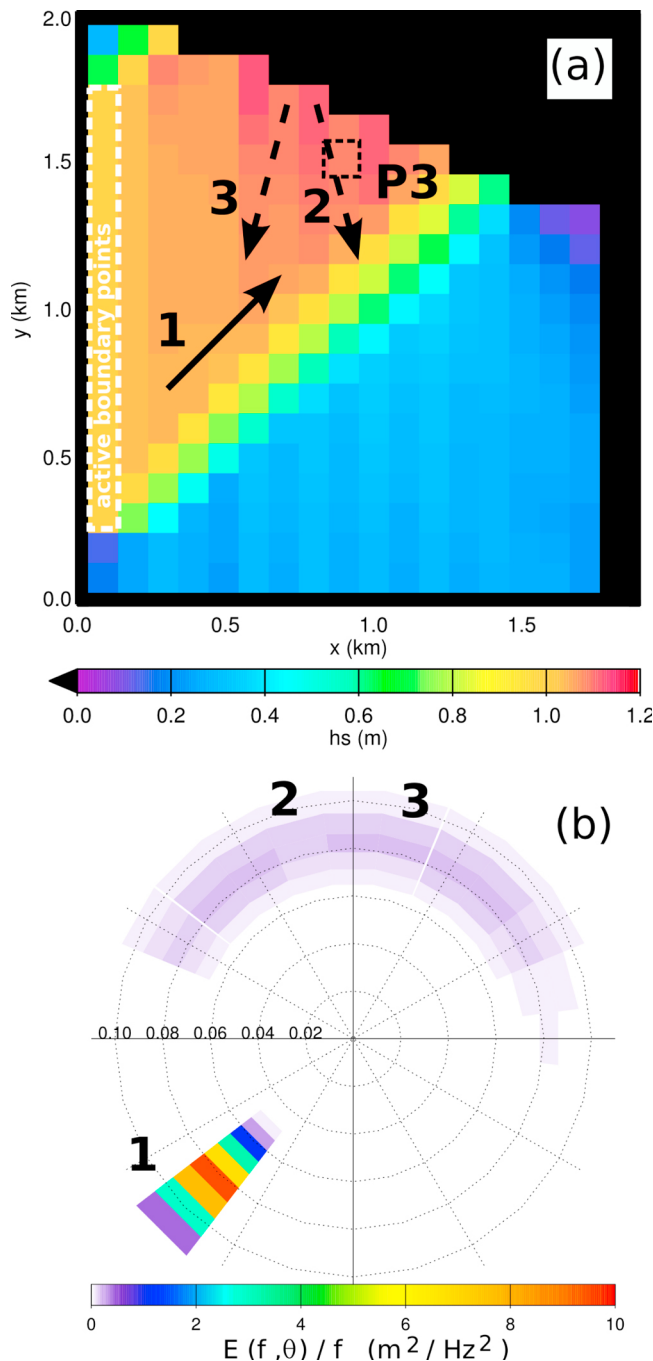 2.0
(a)
1.5
P3
3
2
active boundary points
1
1.0
y (km)
0.5
0.0
0.0 0.5 1.0 1.5
x (km)
0.0 0.2 0.4 0.6 0.8 1.0 1.2
hs (m)
2 3
(b)
0.10 0.08 0.06 0.04 0.02
1
0 2 4 6 8 10
E (f ,θ) / f (m² / Hz²)